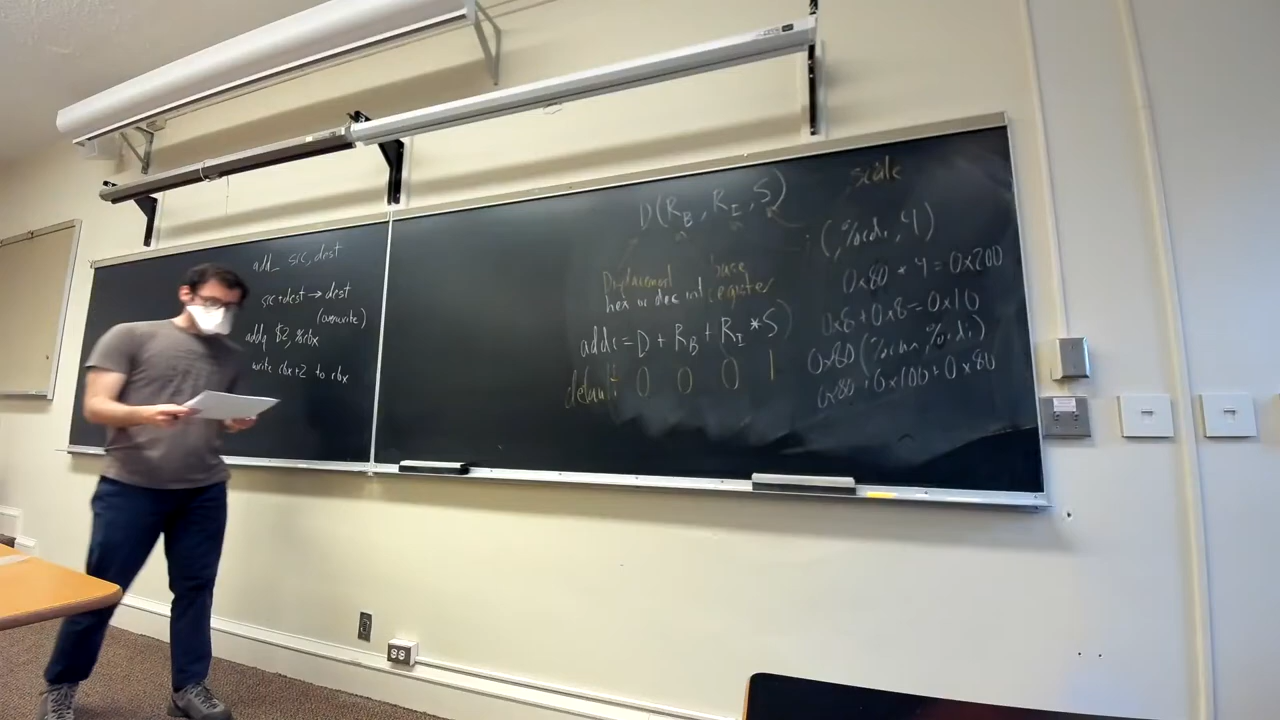 add_ src, dest
src+dest → dest
(overwrite)
addq $2, %rbx
write rbx+2 to rbx
D(R_B, R_I, S)
Displacement
hex or dec int
base
register
addr = D + R_B + R_I * S
default 0 0 0 1
scale
(, %rdi, 4)
0x80 * 4 = 0x200
0x8 + 0x8 = 0x10
0x80 (%rax, %rdi)
0x80 + 0x100 + 0x80